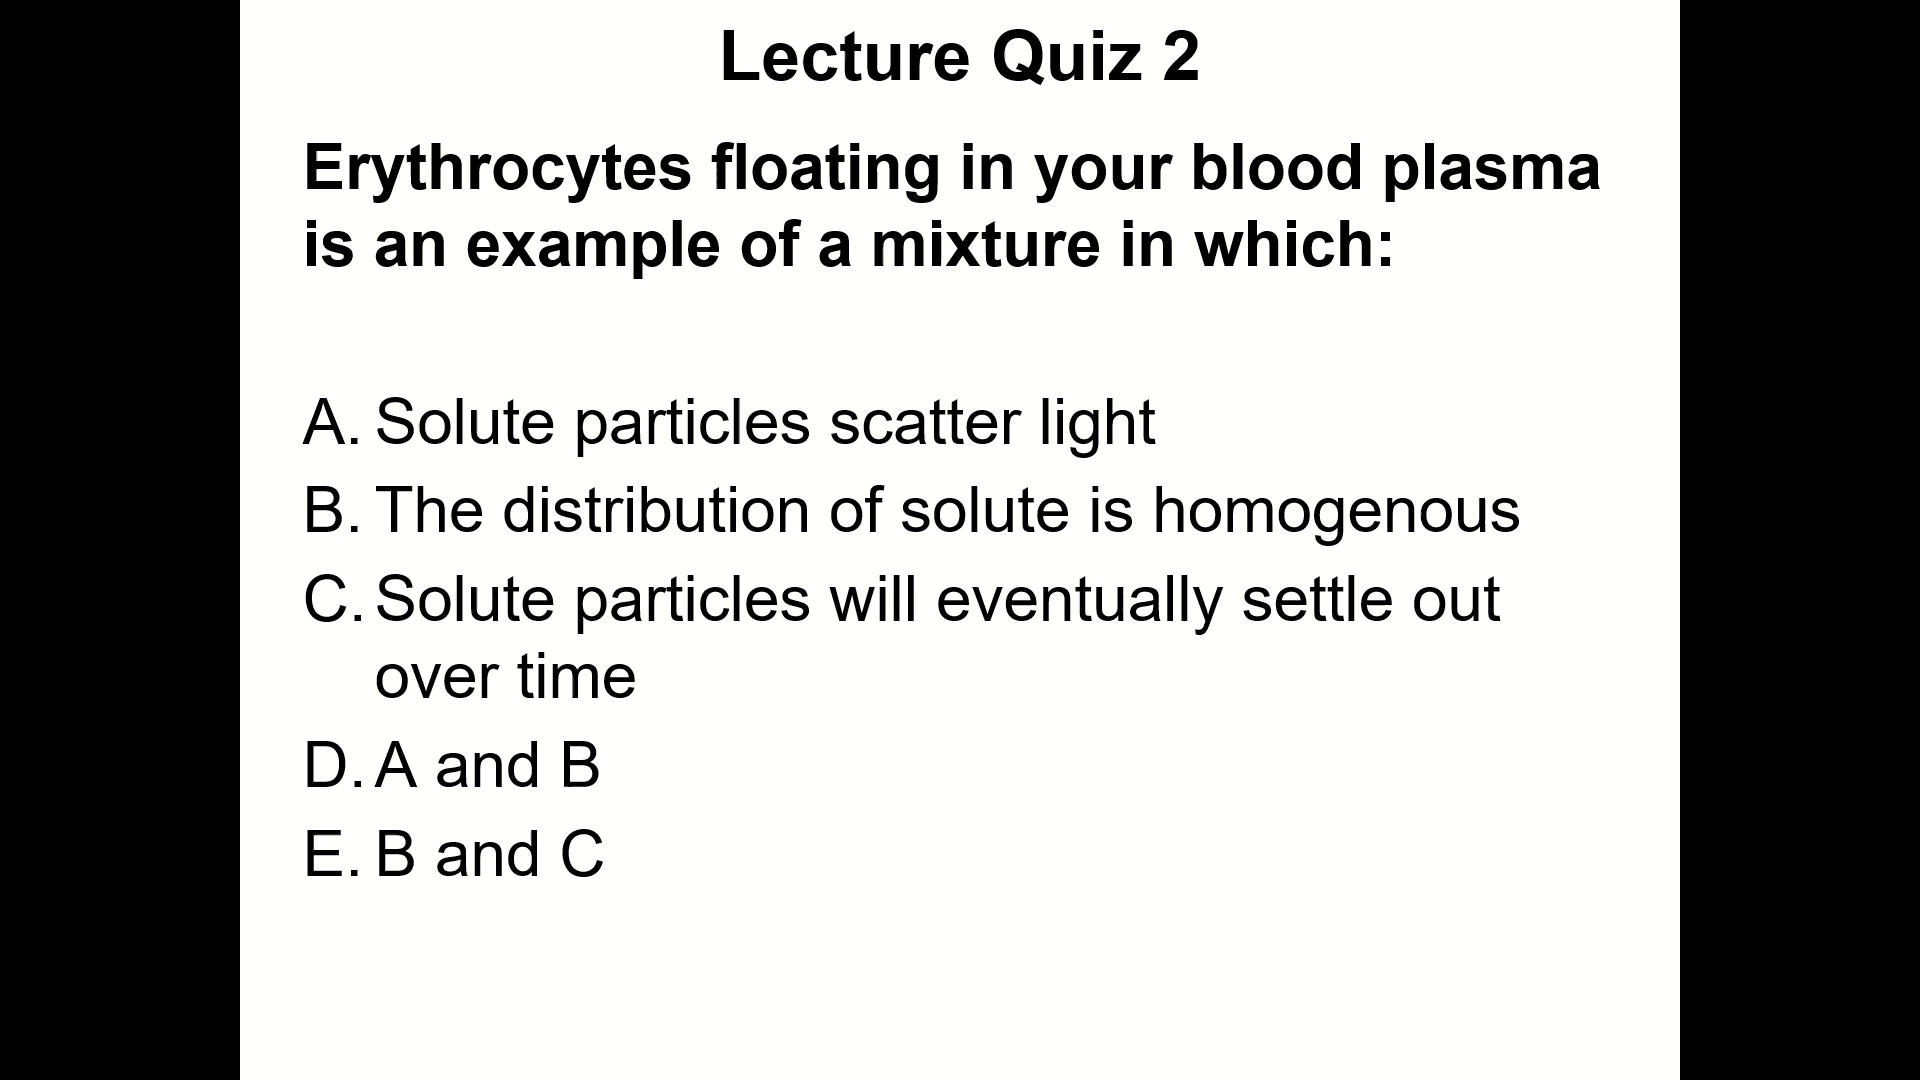 Lecture Quiz 2
Erythrocytes floating in your blood plasma
is an example of a mixture in which:
A. Solute particles scatter light
B. The distribution of solute is homogenous
C. Solute particles will eventually settle out
over time
D. A and B
E. B and C